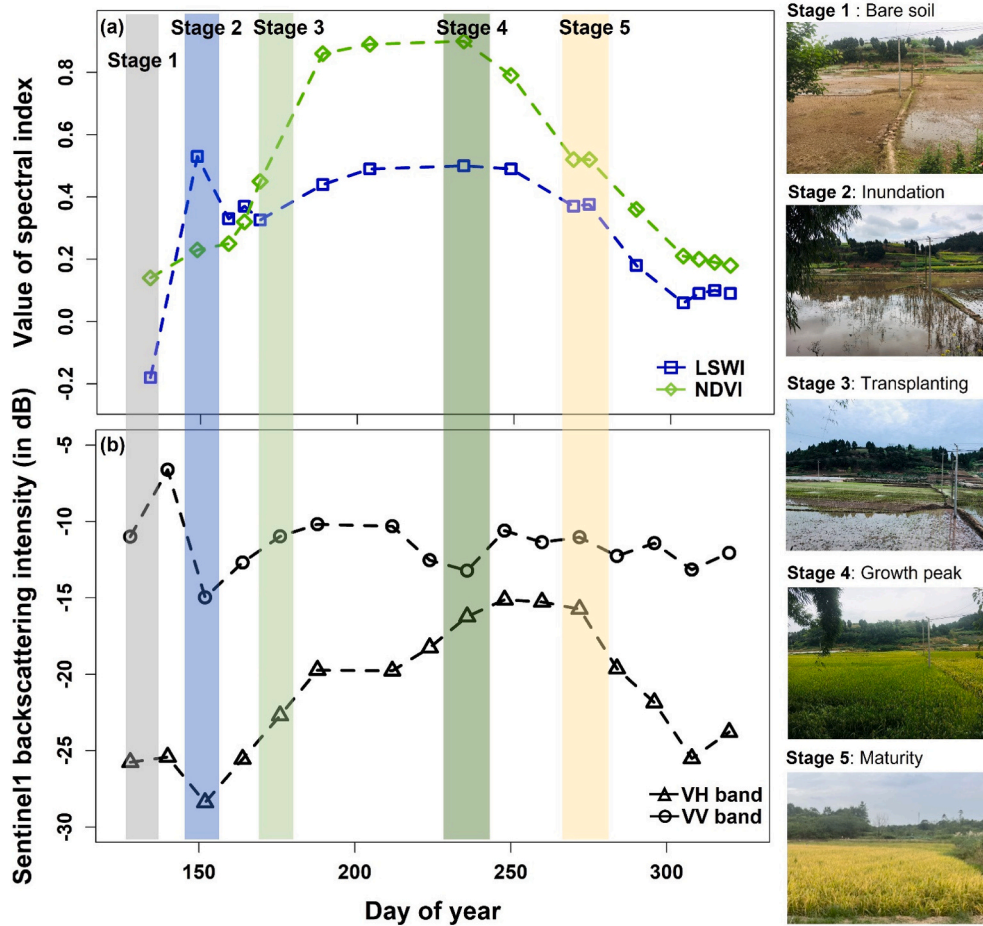 (a)
Stage 1
Stage 2
Stage 3
Stage 4
Stage 5
Value of spectral index
0.8
0.6
0.4
0.2
0.0
-0.2
LSWI
NDVI
(b)
Sentinel1 backscattering intensity (in dB)
-5
-10
-15
-20
-25
-30
VH band
VV band
150
200
250
300
Day of year
Stage 1 : Bare soil
Stage 2: Inundation
Stage 3: Transplanting
Stage 4: Growth peak
Stage 5: Maturity